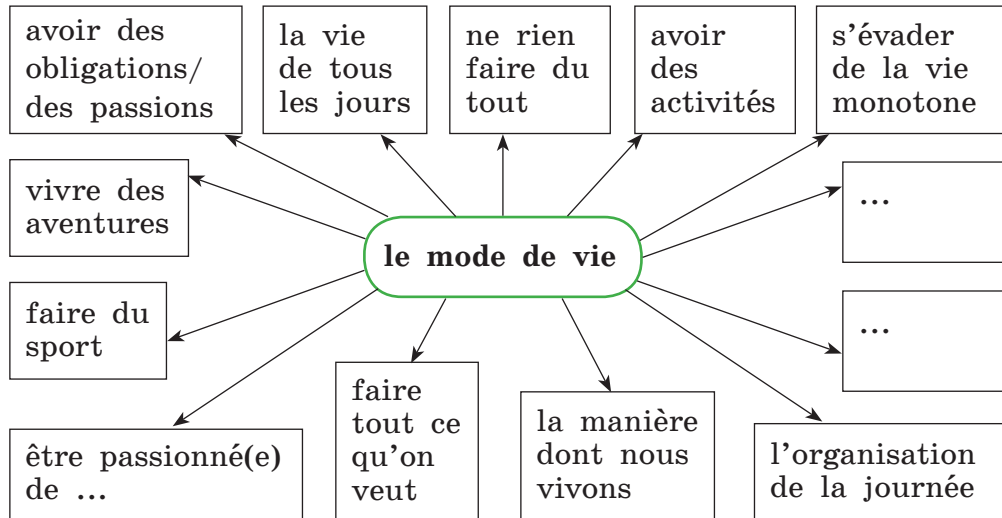 avoir des
obligations/
des passions
la vie
de tous
les jours
ne rien
faire du
tout
avoir
des
activités
s'évader
de la vie
monotone
vivre des
aventures
...
le mode de vie
faire du
sport
...
être passionné(e)
de ...
faire
tout ce
qu'on
veut
la manière
dont nous
vivons
l'organisation
de la journée